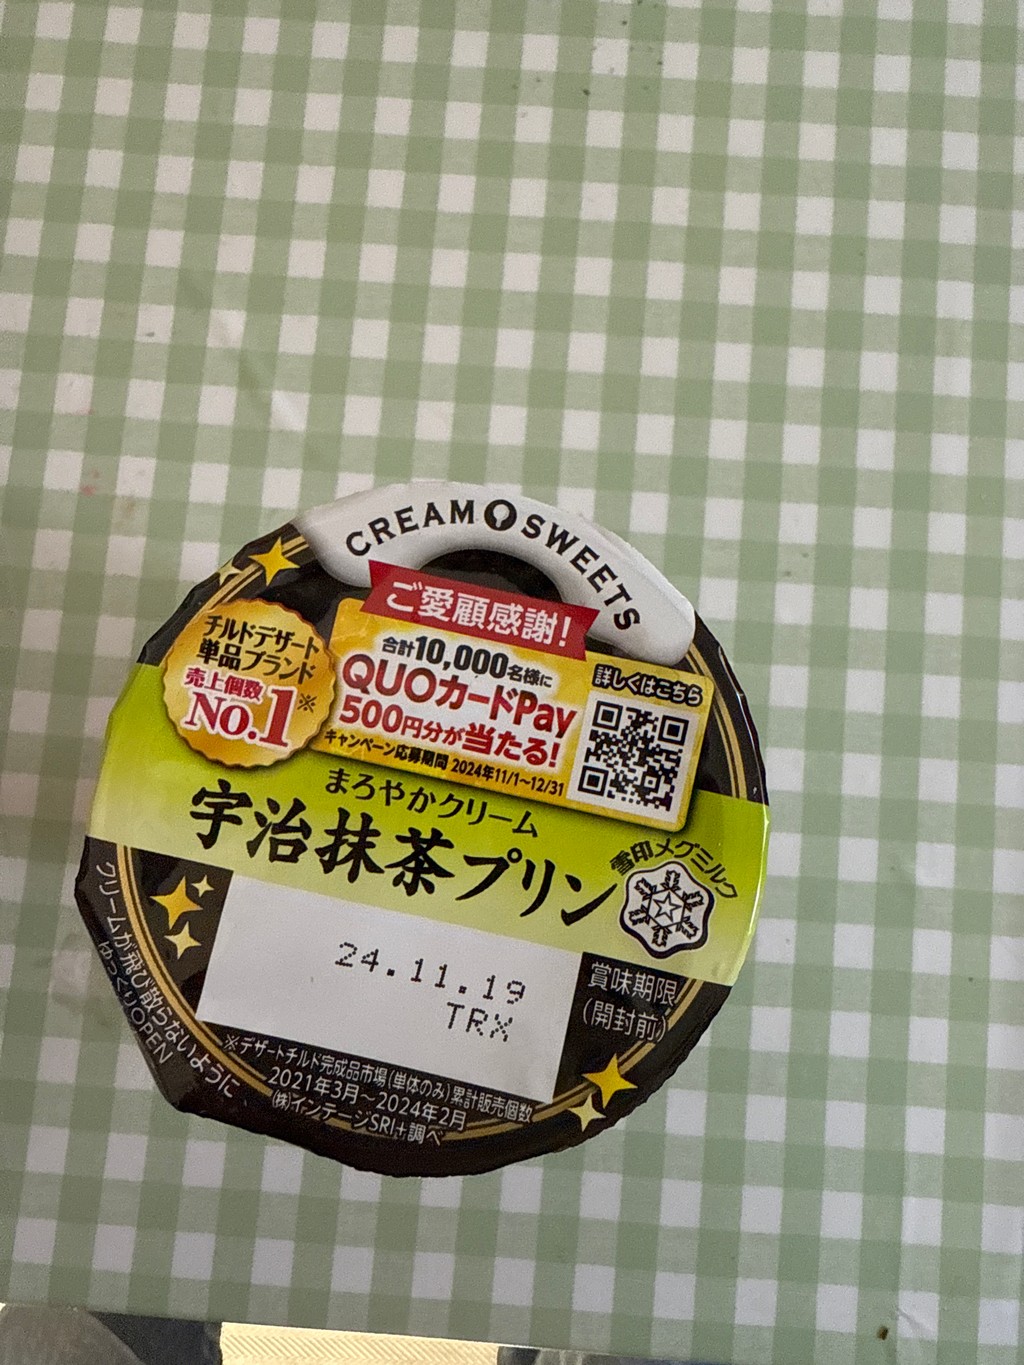 CREAM SWEETS
ご愛顧感謝!
チルドデザート
単品ブランド
売上個数
No.1※
合計10,000名様に
QUOカードPay
500円分が当たる!
キャンペーン応募期間 2024年11/1~12/31
詳しくはこちら
まろやかクリーム
宇治抹茶プリン
雪印メグミルク
24.11.19
TRX
賞味期限
(開封前)
クリームが飛び散らないように
ゆっくりOPEN
※デザートチルド完成品市場(単体のみ)累計販売個数
2021年3月~2024年2月
㈱インテージSRI+調べ